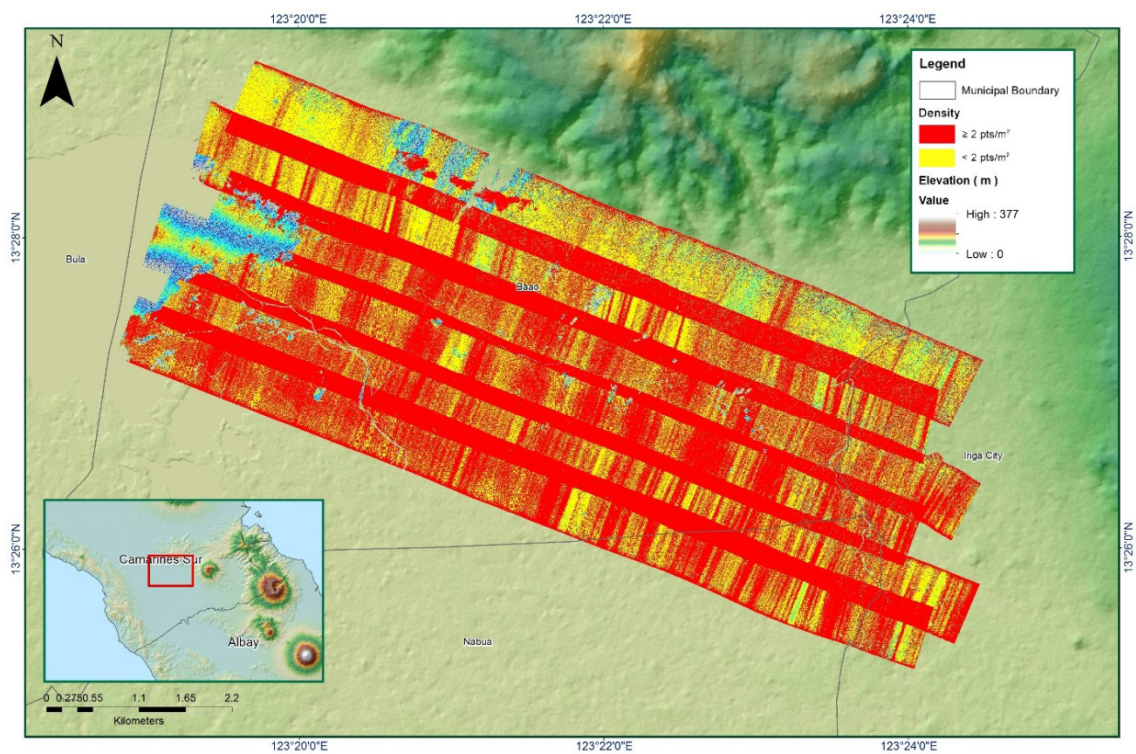 123°20'0"E
123°22'0"E
123°24'0"E
N
Legend
Municipal Boundary
Density
≥ 2 pts/m²
< 2 pts/m²
Elevation ( m )
Value
High : 377
Low : 0
13°28'0"N
13°28'0"N
Bula
Baao
Iriga City
13°26'0"N
13°26'0"N
Camarines Sur
Albay
Nabua
0 0.2750.55 1.1 1.65 2.2
Kilometers
123°20'0"E
123°22'0"E
123°24'0"E